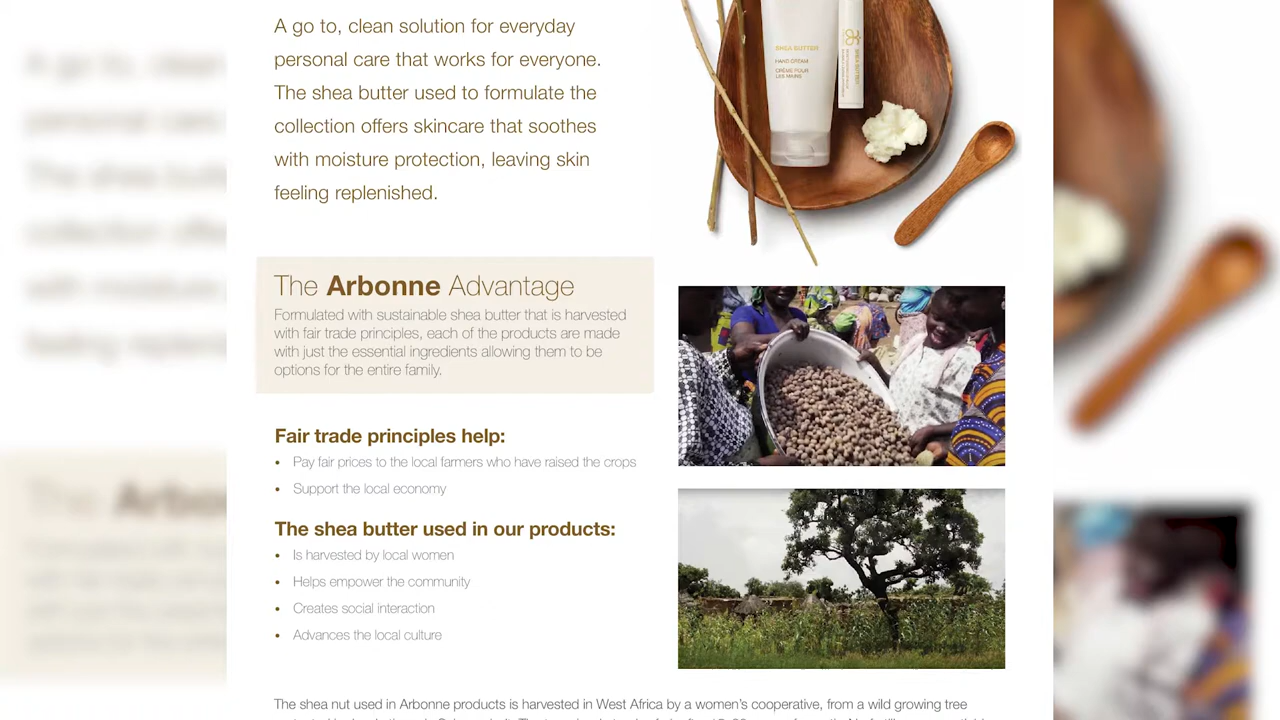 A go to, clean solution for everyday
personal care that works for everyone.
The shea butter used to formulate the
collection offers skincare that soothes
with moisture protection, leaving skin
feeling replenished.
SHEA BUTTER
HAND CREAM
CRÈME POUR
LES MAINS
SHEA BUTTER
The Arbonne Advantage
Formulated with sustainable shea butter that is harvested
with fair trade principles, each of the products are made
with just the essential ingredients allowing them to be
options for the entire family.
Fair trade principles help:
• Pay fair prices to the local farmers who have raised the crops
• Support the local economy
The shea butter used in our products:
• Is harvested by local women
• Helps empower the community
• Creates social interaction
• Advances the local culture
The shea nut used in Arbonne products is harvested in West Africa by a women's cooperative, from a wild growing tree